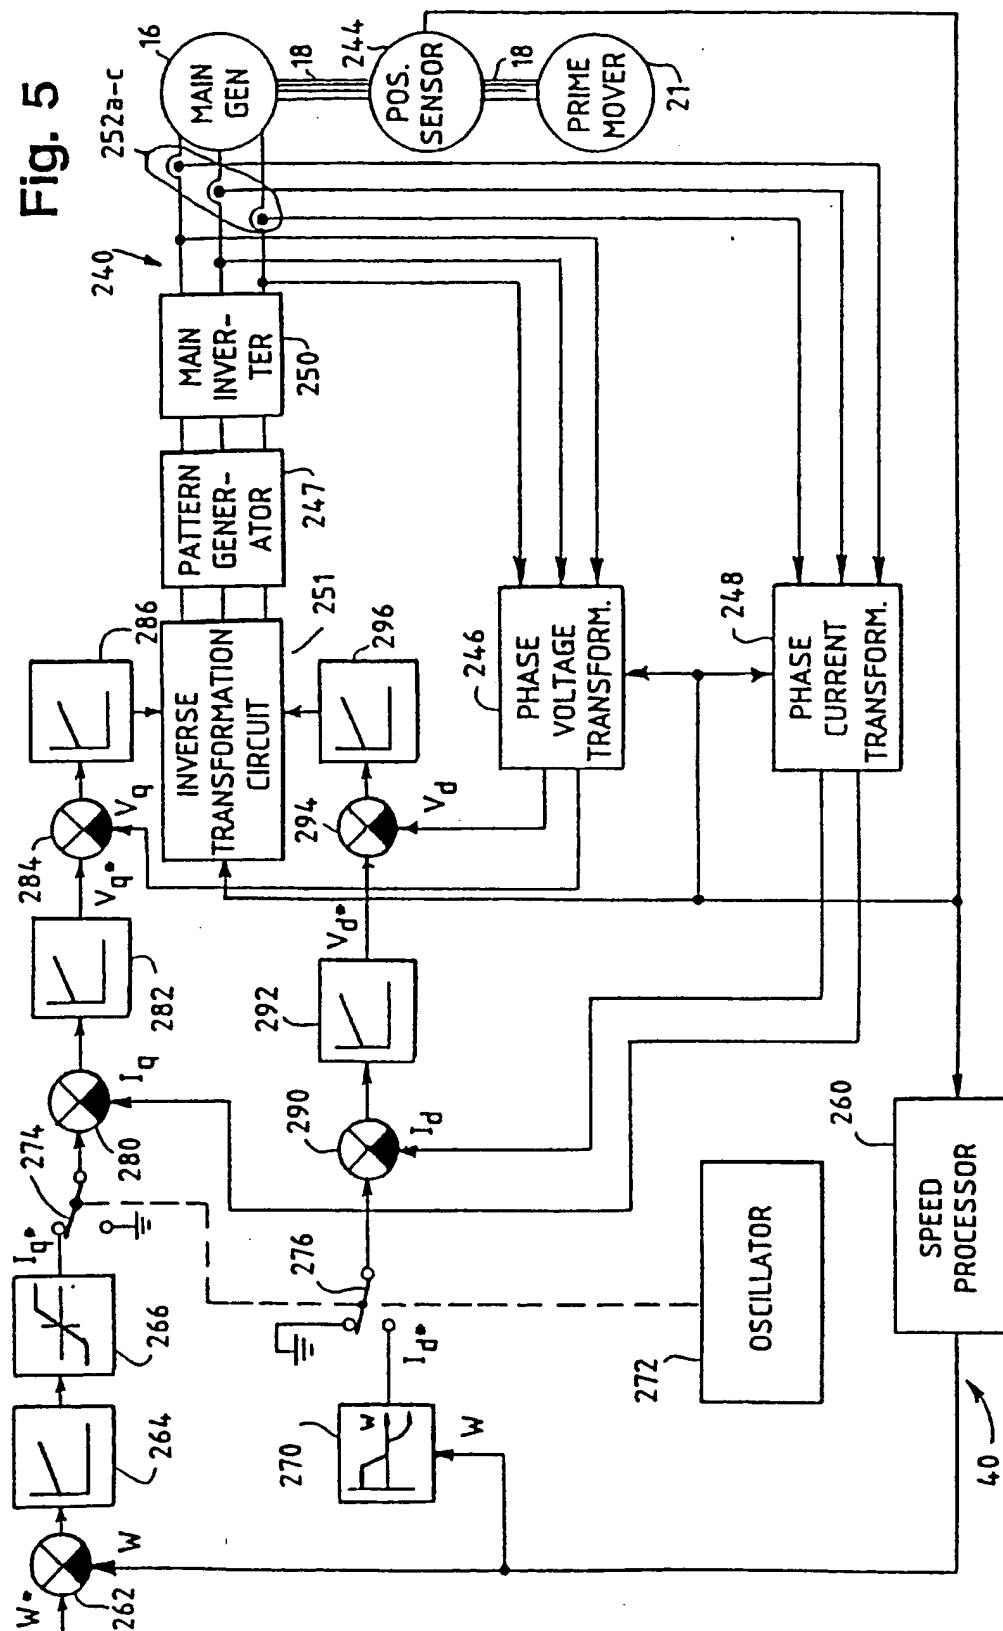 Fig. 5
W*
262
W
264
266
Iq*
274
280
Iq
282
Vq*
284
Vq
286
INVERSE
TRANSFORMATION
CIRCUIT
251
PATTERN
GENER-
ATOR
247
MAIN
INVER-
TER
250
240
252a-C
16
MAIN
GEN
18
244
POS.
SENSOR
18
PRIME
MOVER
21
270
W
W
Id*
276
290
Id
292
Vd*
294
Vd
296
246
PHASE
VOLTAGE
TRANSFORM.
248
PHASE
CURRENT
TRANSFORM.
272
OSCILLATOR
260
SPEED
PROCESSOR
40